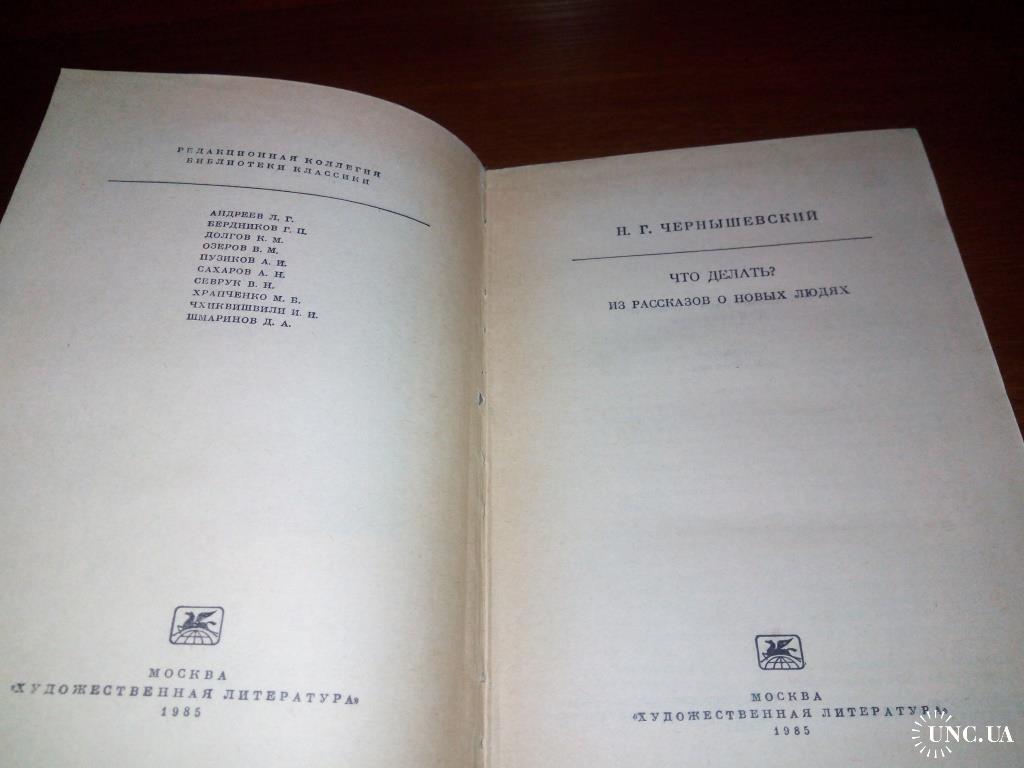 РЕДАКЦИОННАЯ КОЛЛЕГИЯ
БИБЛИОТЕКИ КЛАССИКИ
АНДРЕЕВ Л. Г.
БЕРДНИКОВ Г. П.
ДОЛГОВ К. М.
ОЗЕРОВ В. М.
ПУЗИКОВ А. И.
САХАРОВ А. Н.
СЕВРУК В. Н.
ХРАПЧЕНКО М. Б.
ЧХИКВИШВИЛИ И. И.
ШМАРИНОВ Д. А.
МОСКВА
«ХУДОЖЕСТВЕННАЯ ЛИТЕРАТУРА»
1985
Н. Г. ЧЕРНЫШЕВСКИЙ
ЧТО ДЕЛАТЬ?
ИЗ РАССКАЗОВ О НОВЫХ ЛЮДЯХ
МОСКВА
«ХУДОЖЕСТВЕННАЯ ЛИТЕРАТУРА»
1985
UNC.UA